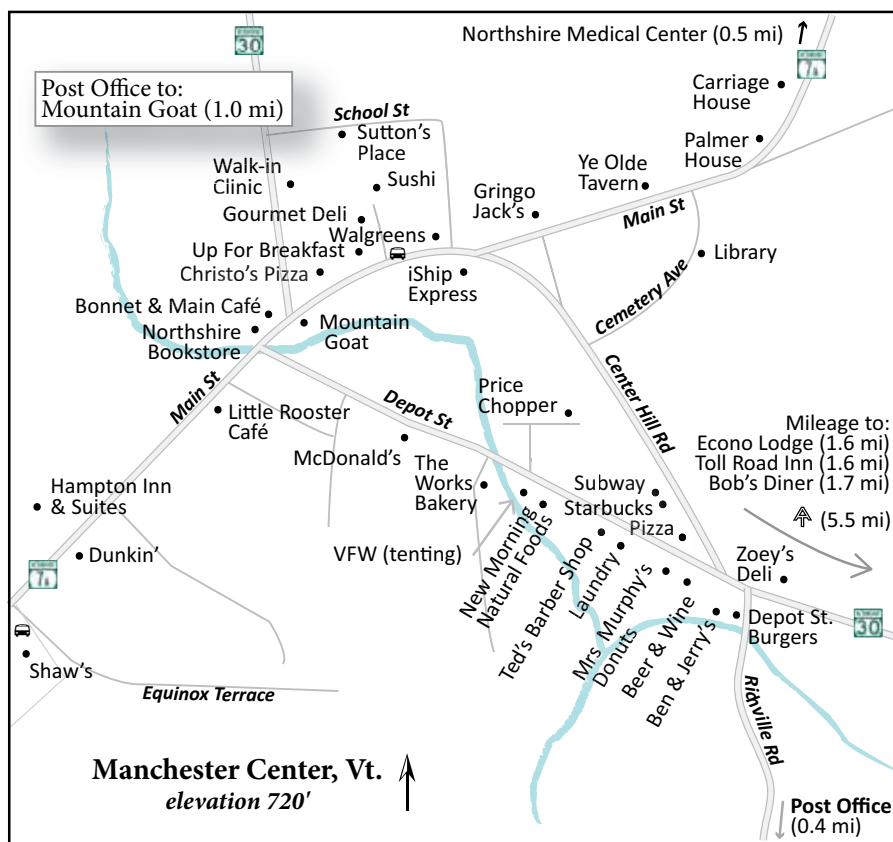 Northshire Medical Center (0.5 mi)
30
7A
Post Office to:
Mountain Goat (1.0 mi)
Carriage
House
School St
Sutton's
Place
Palmer
House
Walk-in
Clinic
Sushi
Ye Olde
Tavern
Gringo
Jack's
Main St
Gourmet Deli
Walgreens
Up For Breakfast
Christo's Pizza
iShip
Express
Library
Cemetery Ave
Bonnet & Main Café
Northshire
Bookstore
Mountain
Goat
Main St
Little Rooster
Café
Depot St
Price
Chopper
Center Hill Rd
Mileage to:
Econo Lodge (1.6 mi)
Toll Road Inn (1.6 mi)
Bob's Diner (1.7 mi)
(5.5 mi)
McDonald's
The
Works
Bakery
Subway
Starbucks
Pizza
Hampton Inn
& Suites
VFW (tenting)
Dunkin'
New Morning
Natural Foods
Ted's Barber Shop
Laundry
Mrs. Murphy's
Donuts
Beer & Wine
Ben & Jerry's
Zoey's
Deli
Depot St.
Burgers
30
7A
Shaw's
Equinox Terrace
Richville Rd
Manchester Center, Vt.
elevation 720'
Post Office
(0.4 mi)